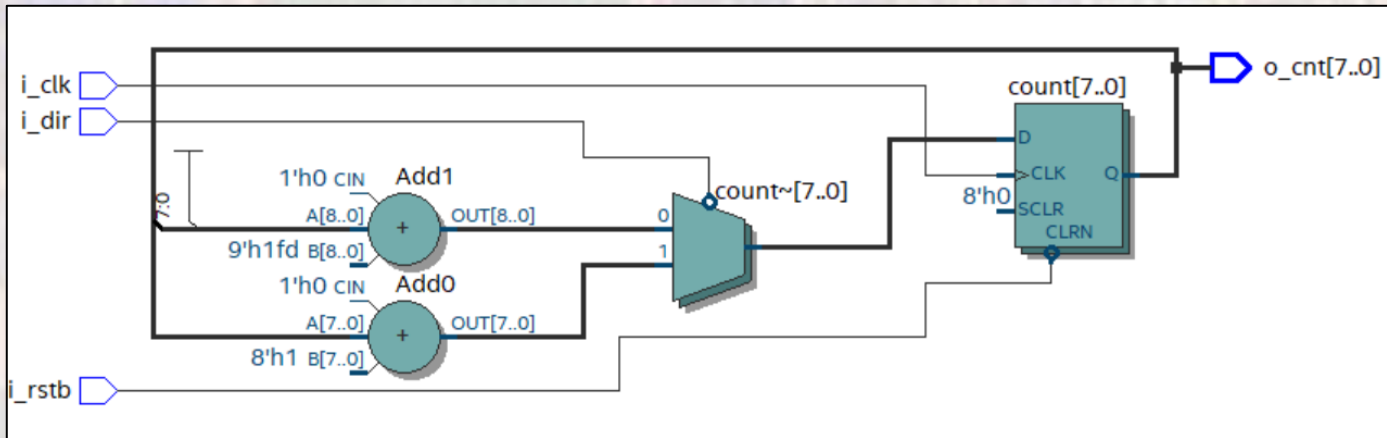 i_clk
i_dir
i_rstb
7:0
1'h0 CIN
Add1
A[8..0]
OUT[8..0]
9'h1fd B[8..0]
+
1'h0 CIN
Add0
A[7..0]
OUT[7..0]
8'h1 B[7..0]
+
count~[7..0]
0
1
count[7..0]
D
CLK
Q
8'h0
SCLR
CLRN
o_cnt[7..0]